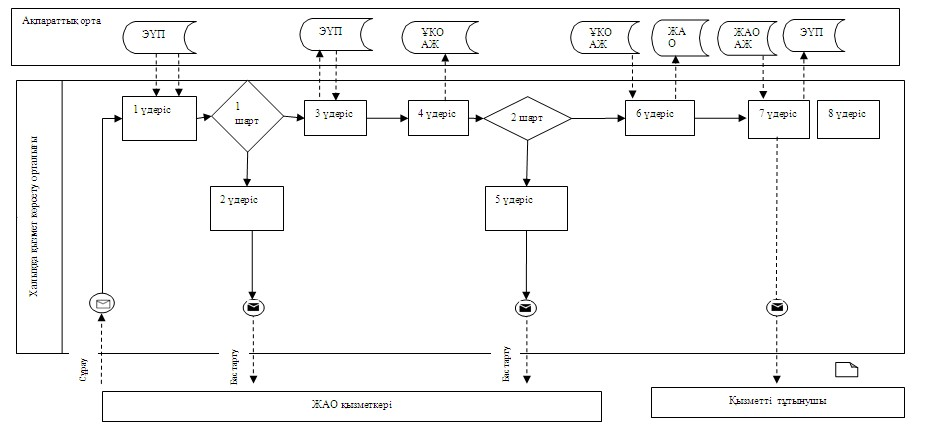 Ақпараттық орта
ЭҮП
ЭҮП
ҰКО
АЖ
ҰКО
АЖ
ЖА
О
ЖАО
АЖ
ЭҮП
Халыққа қызмет көрсету орталығы
1 үдеріс
1
шарт
3 үдеріс
4 үдеріс
2 шарт
6 үдеріс
7 үдеріс
8 үдеріс
2 үдеріс
5 үдеріс
Сұрау
Бас тарту
Бас тарту
ЖАО қызметкері
Қызметті тұтынушы